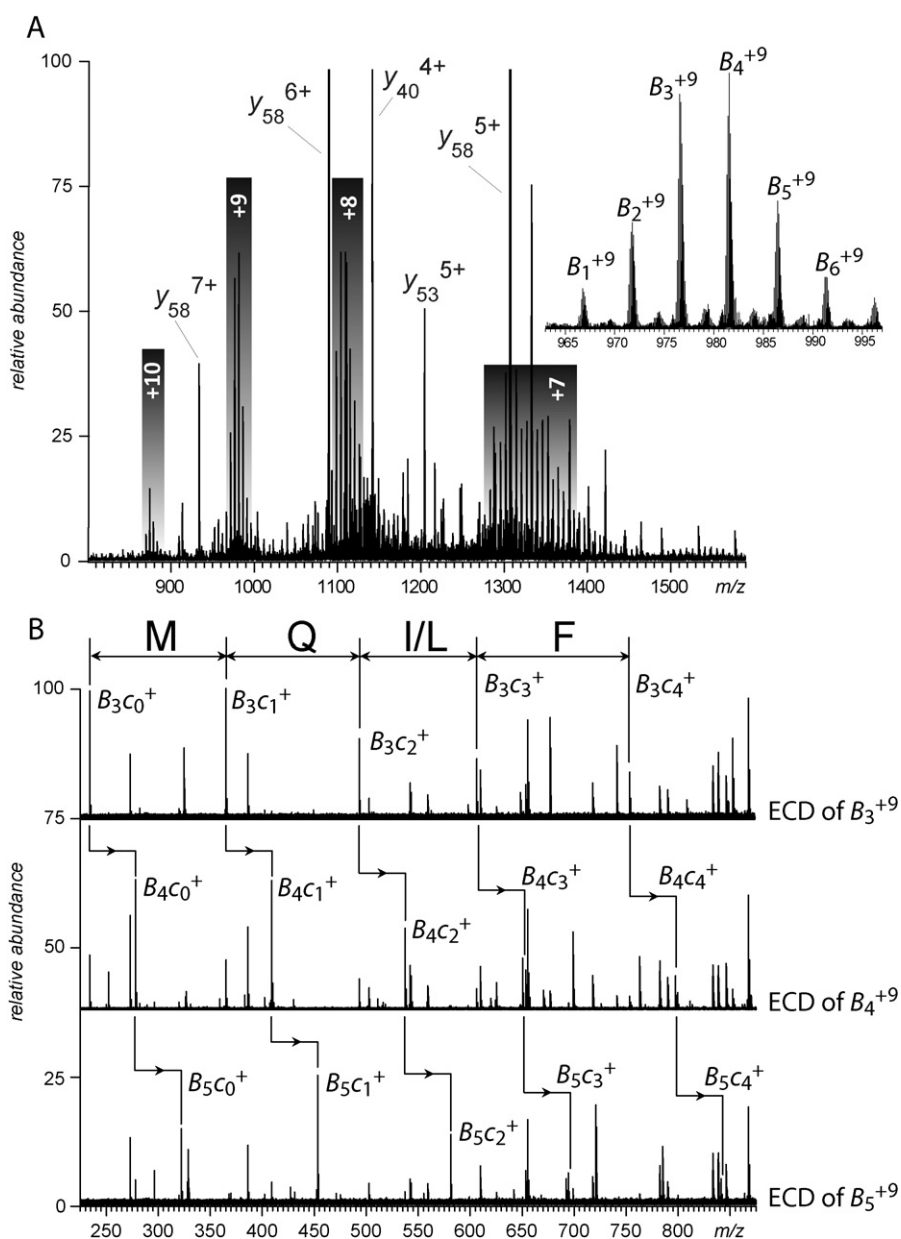 A
100
75
50
25
0
relative abundance
y58 7+
y58 6+
y40 4+
y53 5+
y58 5+
+10
+9
+8
+7
900 1000 1100 1200 1300 1400 1500 m/z
B1+9
B2+9
B3+9
B4+9
B5+9
B6+9
965 970 975 980 985 990 995
B
M Q I/L F
100
75
50
25
0
relative abundance
B3c0+ B3c1+ B3c2+ B3c3+ B3c4+
ECD of B3+9
B4c0+ B4c1+ B4c2+ B4c3+ B4c4+
ECD of B4+9
B5c0+ B5c1+ B5c2+ B5c3+ B5c4+
ECD of B5+9
250 300 350 400 450 500 550 600 650 700 750 800 m/z